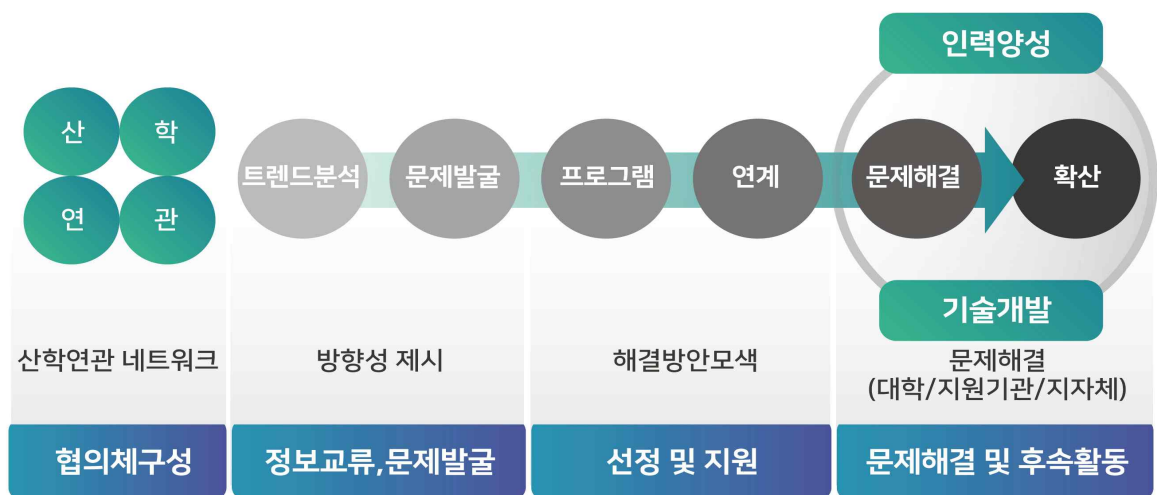 인력양성
산
학
연
관
트렌드분석
문제발굴
프로그램
연계
문제해결
확산
기술개발
산학연관 네트워크
방향성 제시
해결방안모색
문제해결
(대학/지원기관/지자체)
협의체구성
정보교류,문제발굴
선정 및 지원
문제해결 및 후속활동